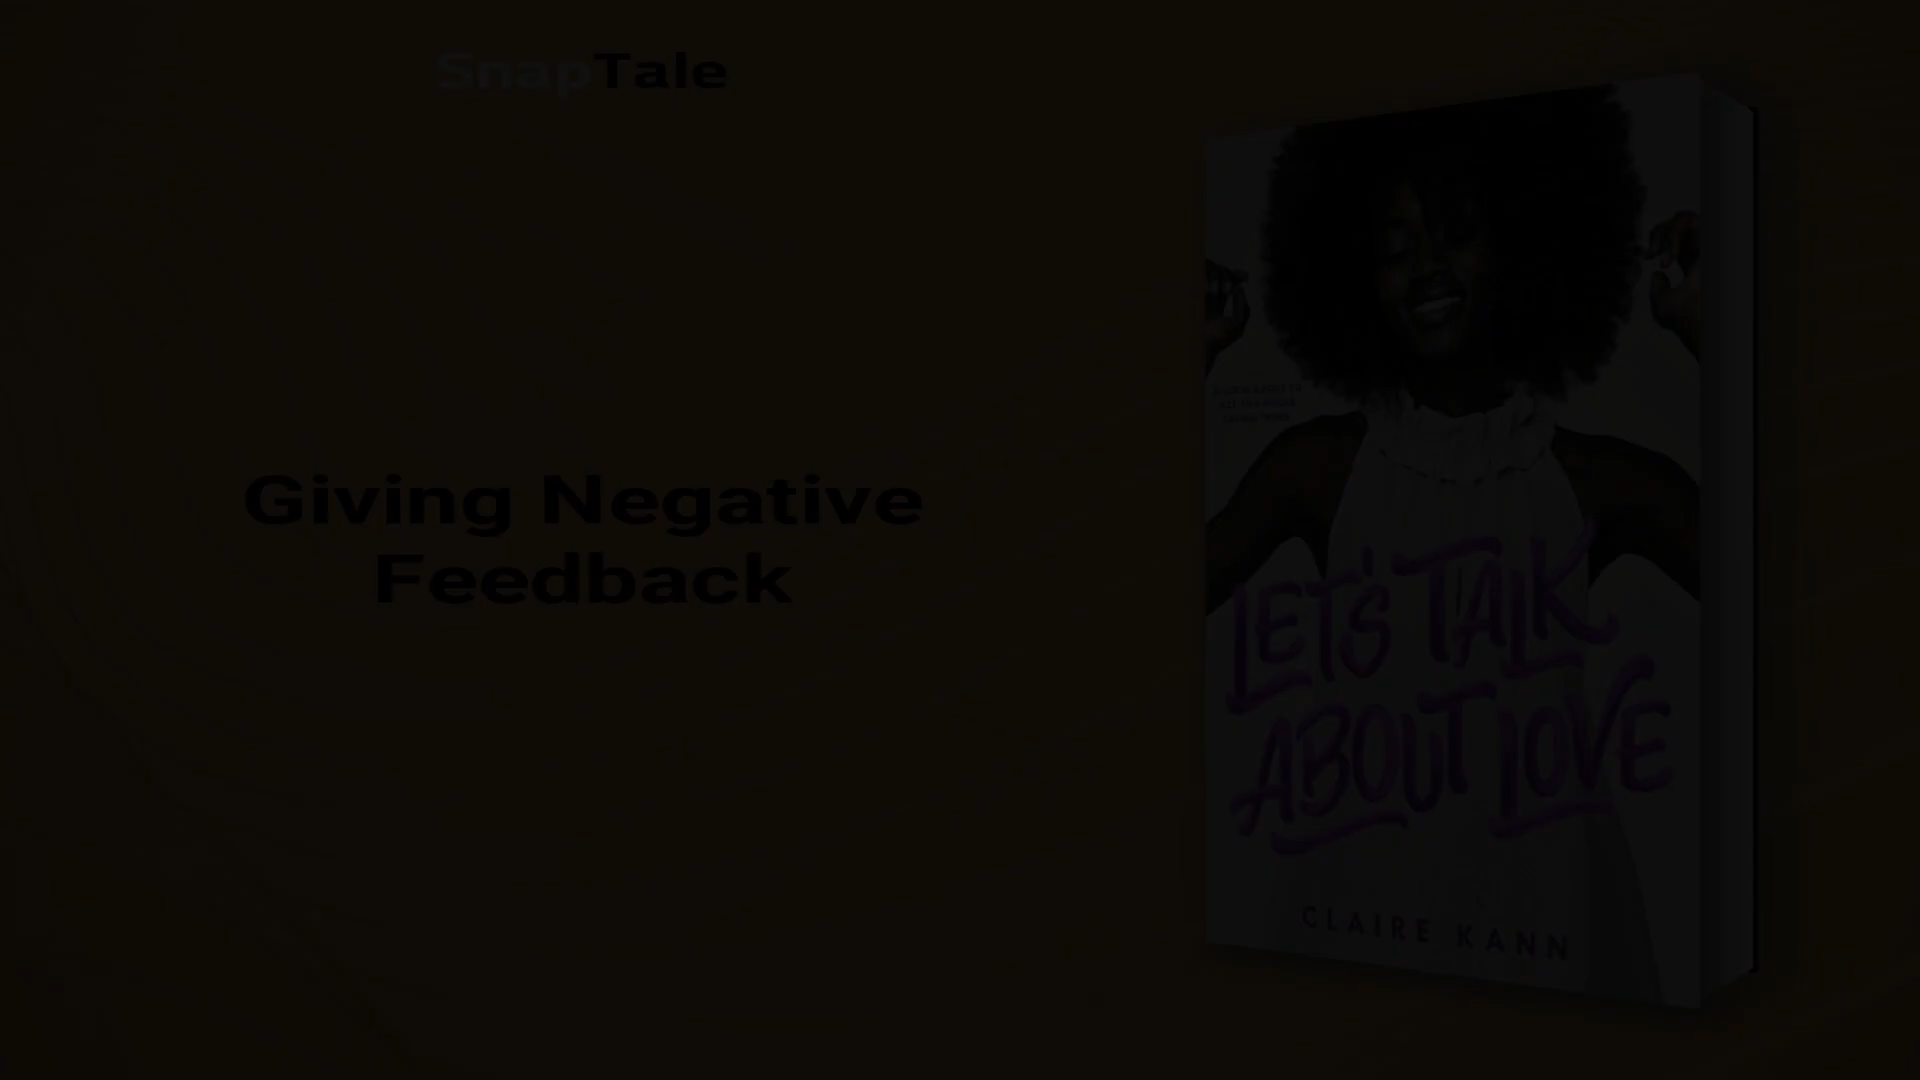 SnapTale
Giving Negative
Feedback
LET'S TALK
ABOUT LOVE
CLAIRE KANN